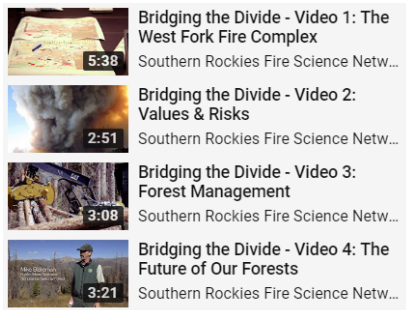 Bridging the Divide - Video 1: The
West Fork Fire Complex
5:38
Southern Rockies Fire Science Netw...
Bridging the Divide - Video 2:
Values & Risks
2:51
Southern Rockies Fire Science Netw...
Bridging the Divide - Video 3:
Forest Management
3:08
Southern Rockies Fire Science Netw...
Bridging the Divide - Video 4: The
Future of Our Forests
3:21
Southern Rockies Fire Science Netw...